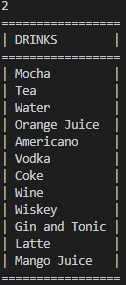 2
=================
| DRINKS        |
=================
| Mocha         |
| Tea           |
| Water         |
| Orange Juice  |
| Americano     |
| Vodka         |
| Coke          |
| Wine          |
| Wiskey        |
| Gin and Tonic |
| Latte         |
| Mango Juice   |
=================